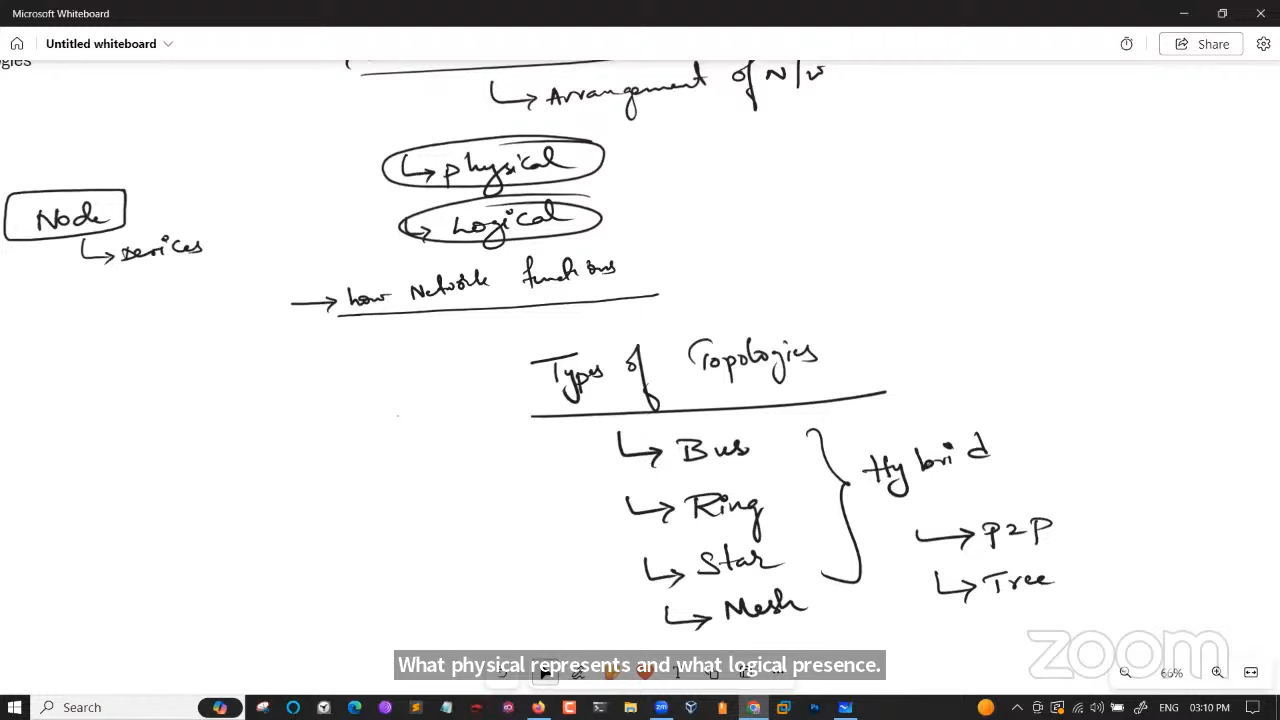 Microsoft Whiteboard
Untitled whiteboard
Share
gies
Arrangement of N/w
physical
Logical
Node
Devices
how Network functions
Types of Topologies
Bus
Ring
Star
Mesh
Hybrid
P2P
Tree
zoom
What physical represents and what logical presence.
66%
Search
ENG
03:10 PM